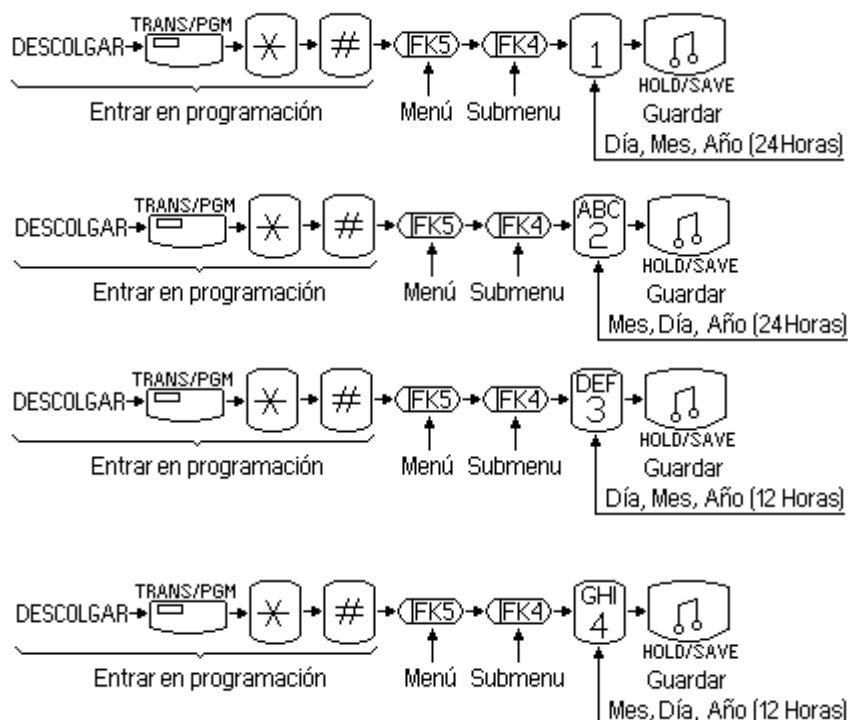 TRANS/PGM
DESCOLGAR * # FK5 FK4 1
HOLD/SAVE
Entrar en programación Menú Submenu Guardar
Día, Mes, Año (24Horas)
TRANS/PGM
DESCOLGAR * # FK5 FK4 ABC 2
HOLD/SAVE
Entrar en programación Menú Submenu Guardar
Mes, Día, Año (24Horas)
TRANS/PGM
DESCOLGAR * # FK5 FK4 DEF 3
HOLD/SAVE
Entrar en programación Menú Submenu Guardar
Día, Mes, Año (12 Horas)
TRANS/PGM
DESCOLGAR * # FK5 FK4 GHI 4
HOLD/SAVE
Entrar en programación Menú Submenu Guardar
Mes, Día, Año (12 Horas)